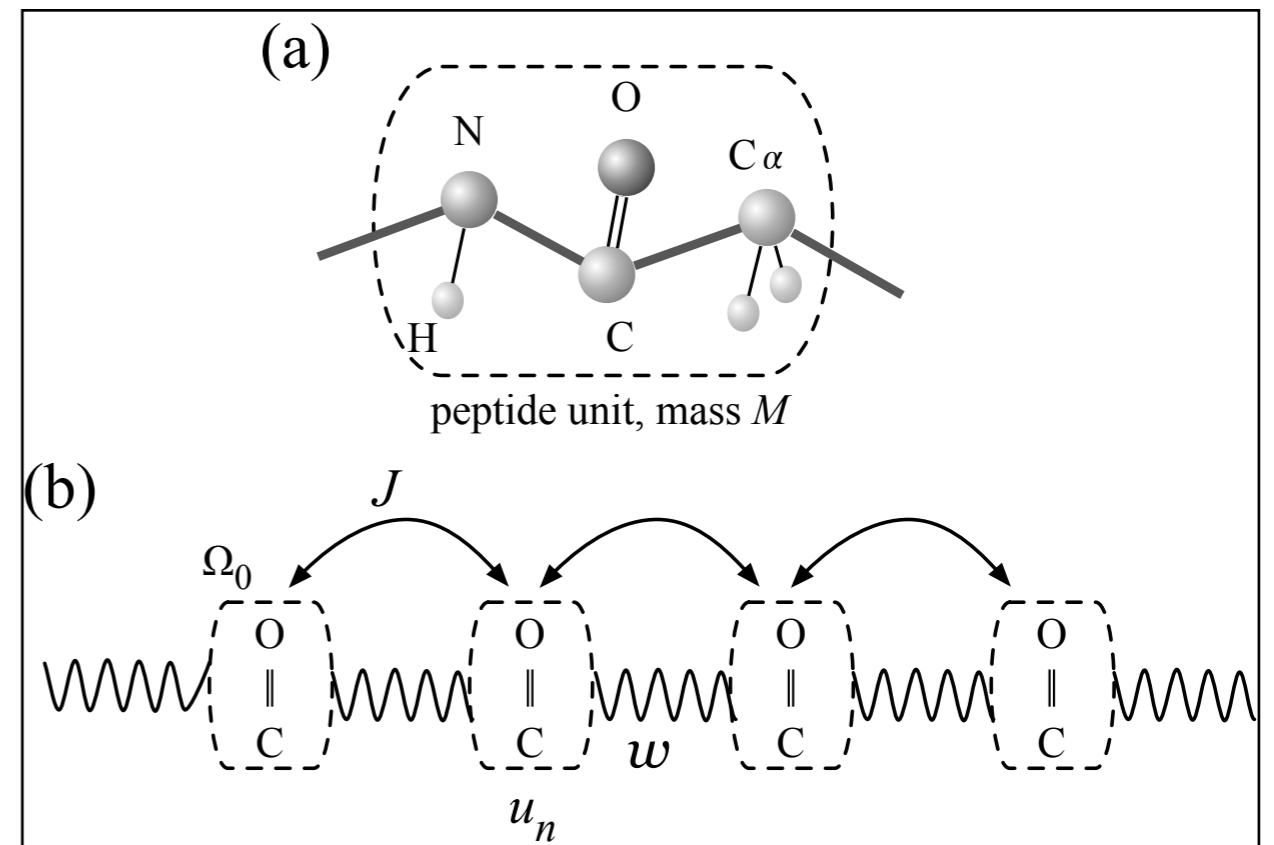 (a)
O
N
Cα
H
C
peptide unit, mass M
(b)
J
Ω0
O O O O
॥ ॥ ॥ ॥
C C C C
w
un